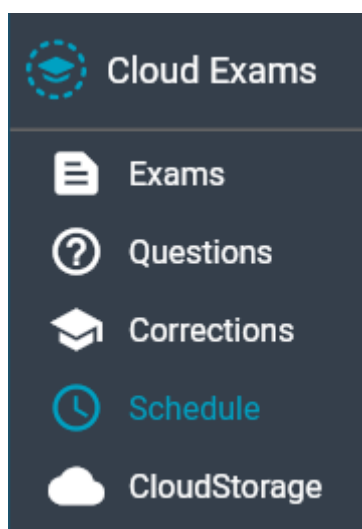 Cloud Exams
Exams
Questions
Corrections
Schedule
CloudStorage